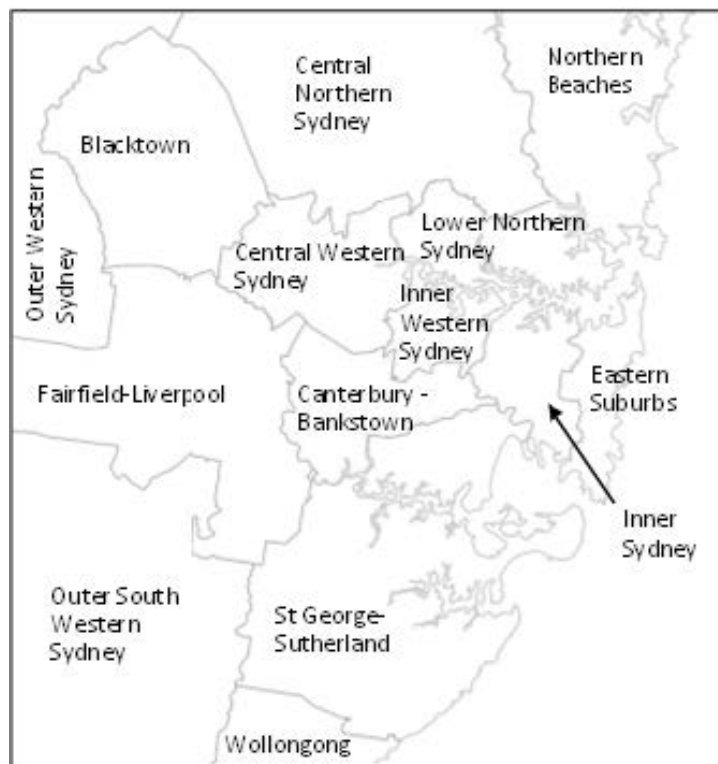 Central
Northern
Sydney
Northern
Beaches
Blacktown
Outer Western
Sydney
Central Western
Sydney
Lower Northern
Sydney
Inner
Western
Sydney
Fairfield-Liverpool
Canterbury -
Bankstown
Eastern
Suburbs
Inner
Sydney
Outer South
Western
Sydney
St George-
Sutherland
Wollongong